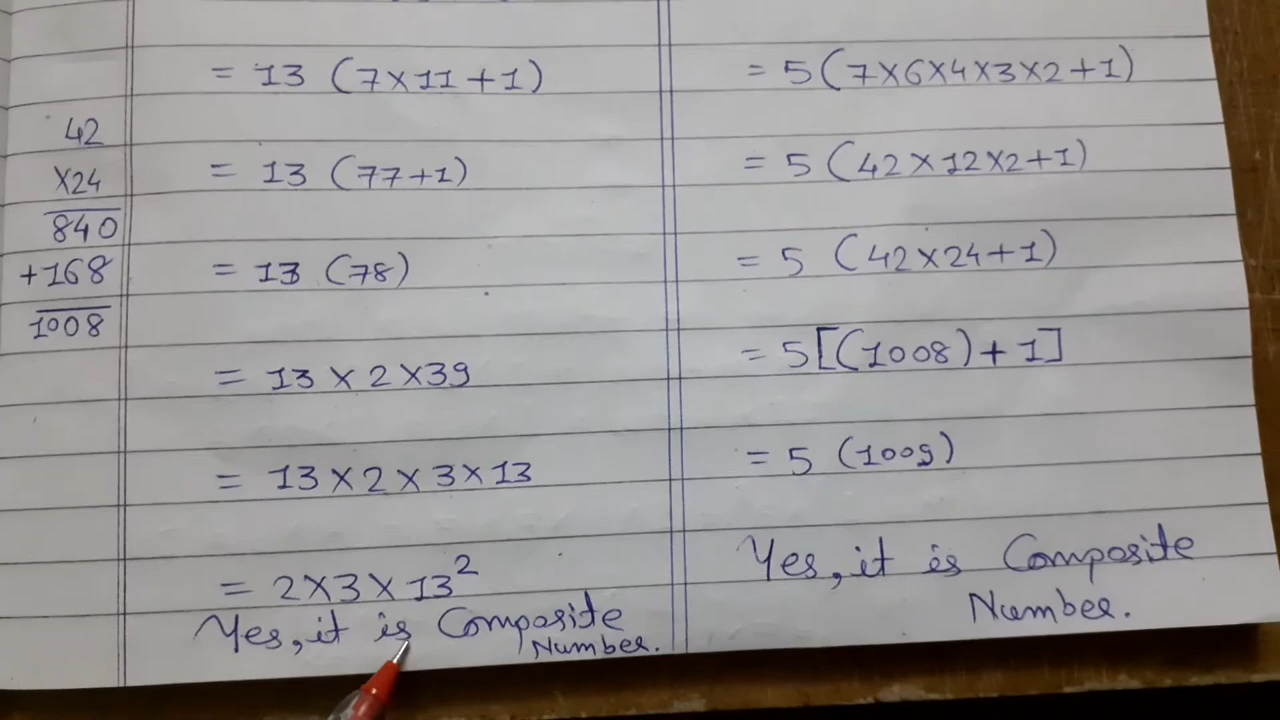 42
×24
840
+168
1008
= 13 (7×11+1)
= 13 (77+1)
= 13 (78)
= 13 × 2 × 39
= 13 × 2 × 3 × 13
= 2×3×13²
Yes, it is Composite
Number.
= 5(7×6×4×3×2+1)
= 5(42×12×2+1)
= 5 (42×24+1)
= 5[(1008)+1]
= 5 (1009)
Yes, it is Composite
Number.